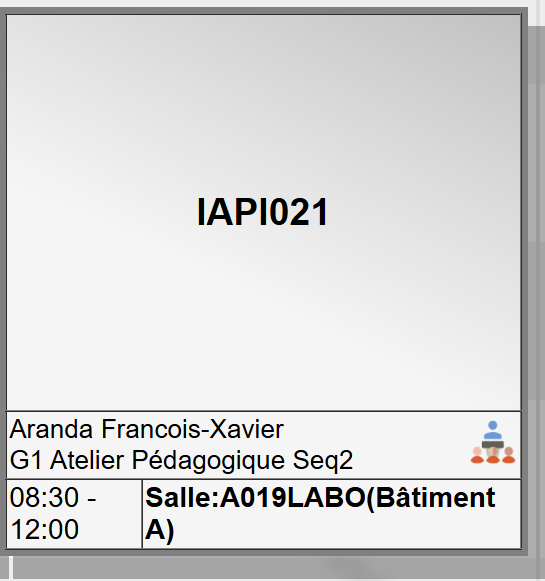 IAPI021
Aranda Francois-Xavier
G1 Atelier Pédagogique Seq2
08:30 -
12:00
Salle:A019LABO(Bâtiment
A)